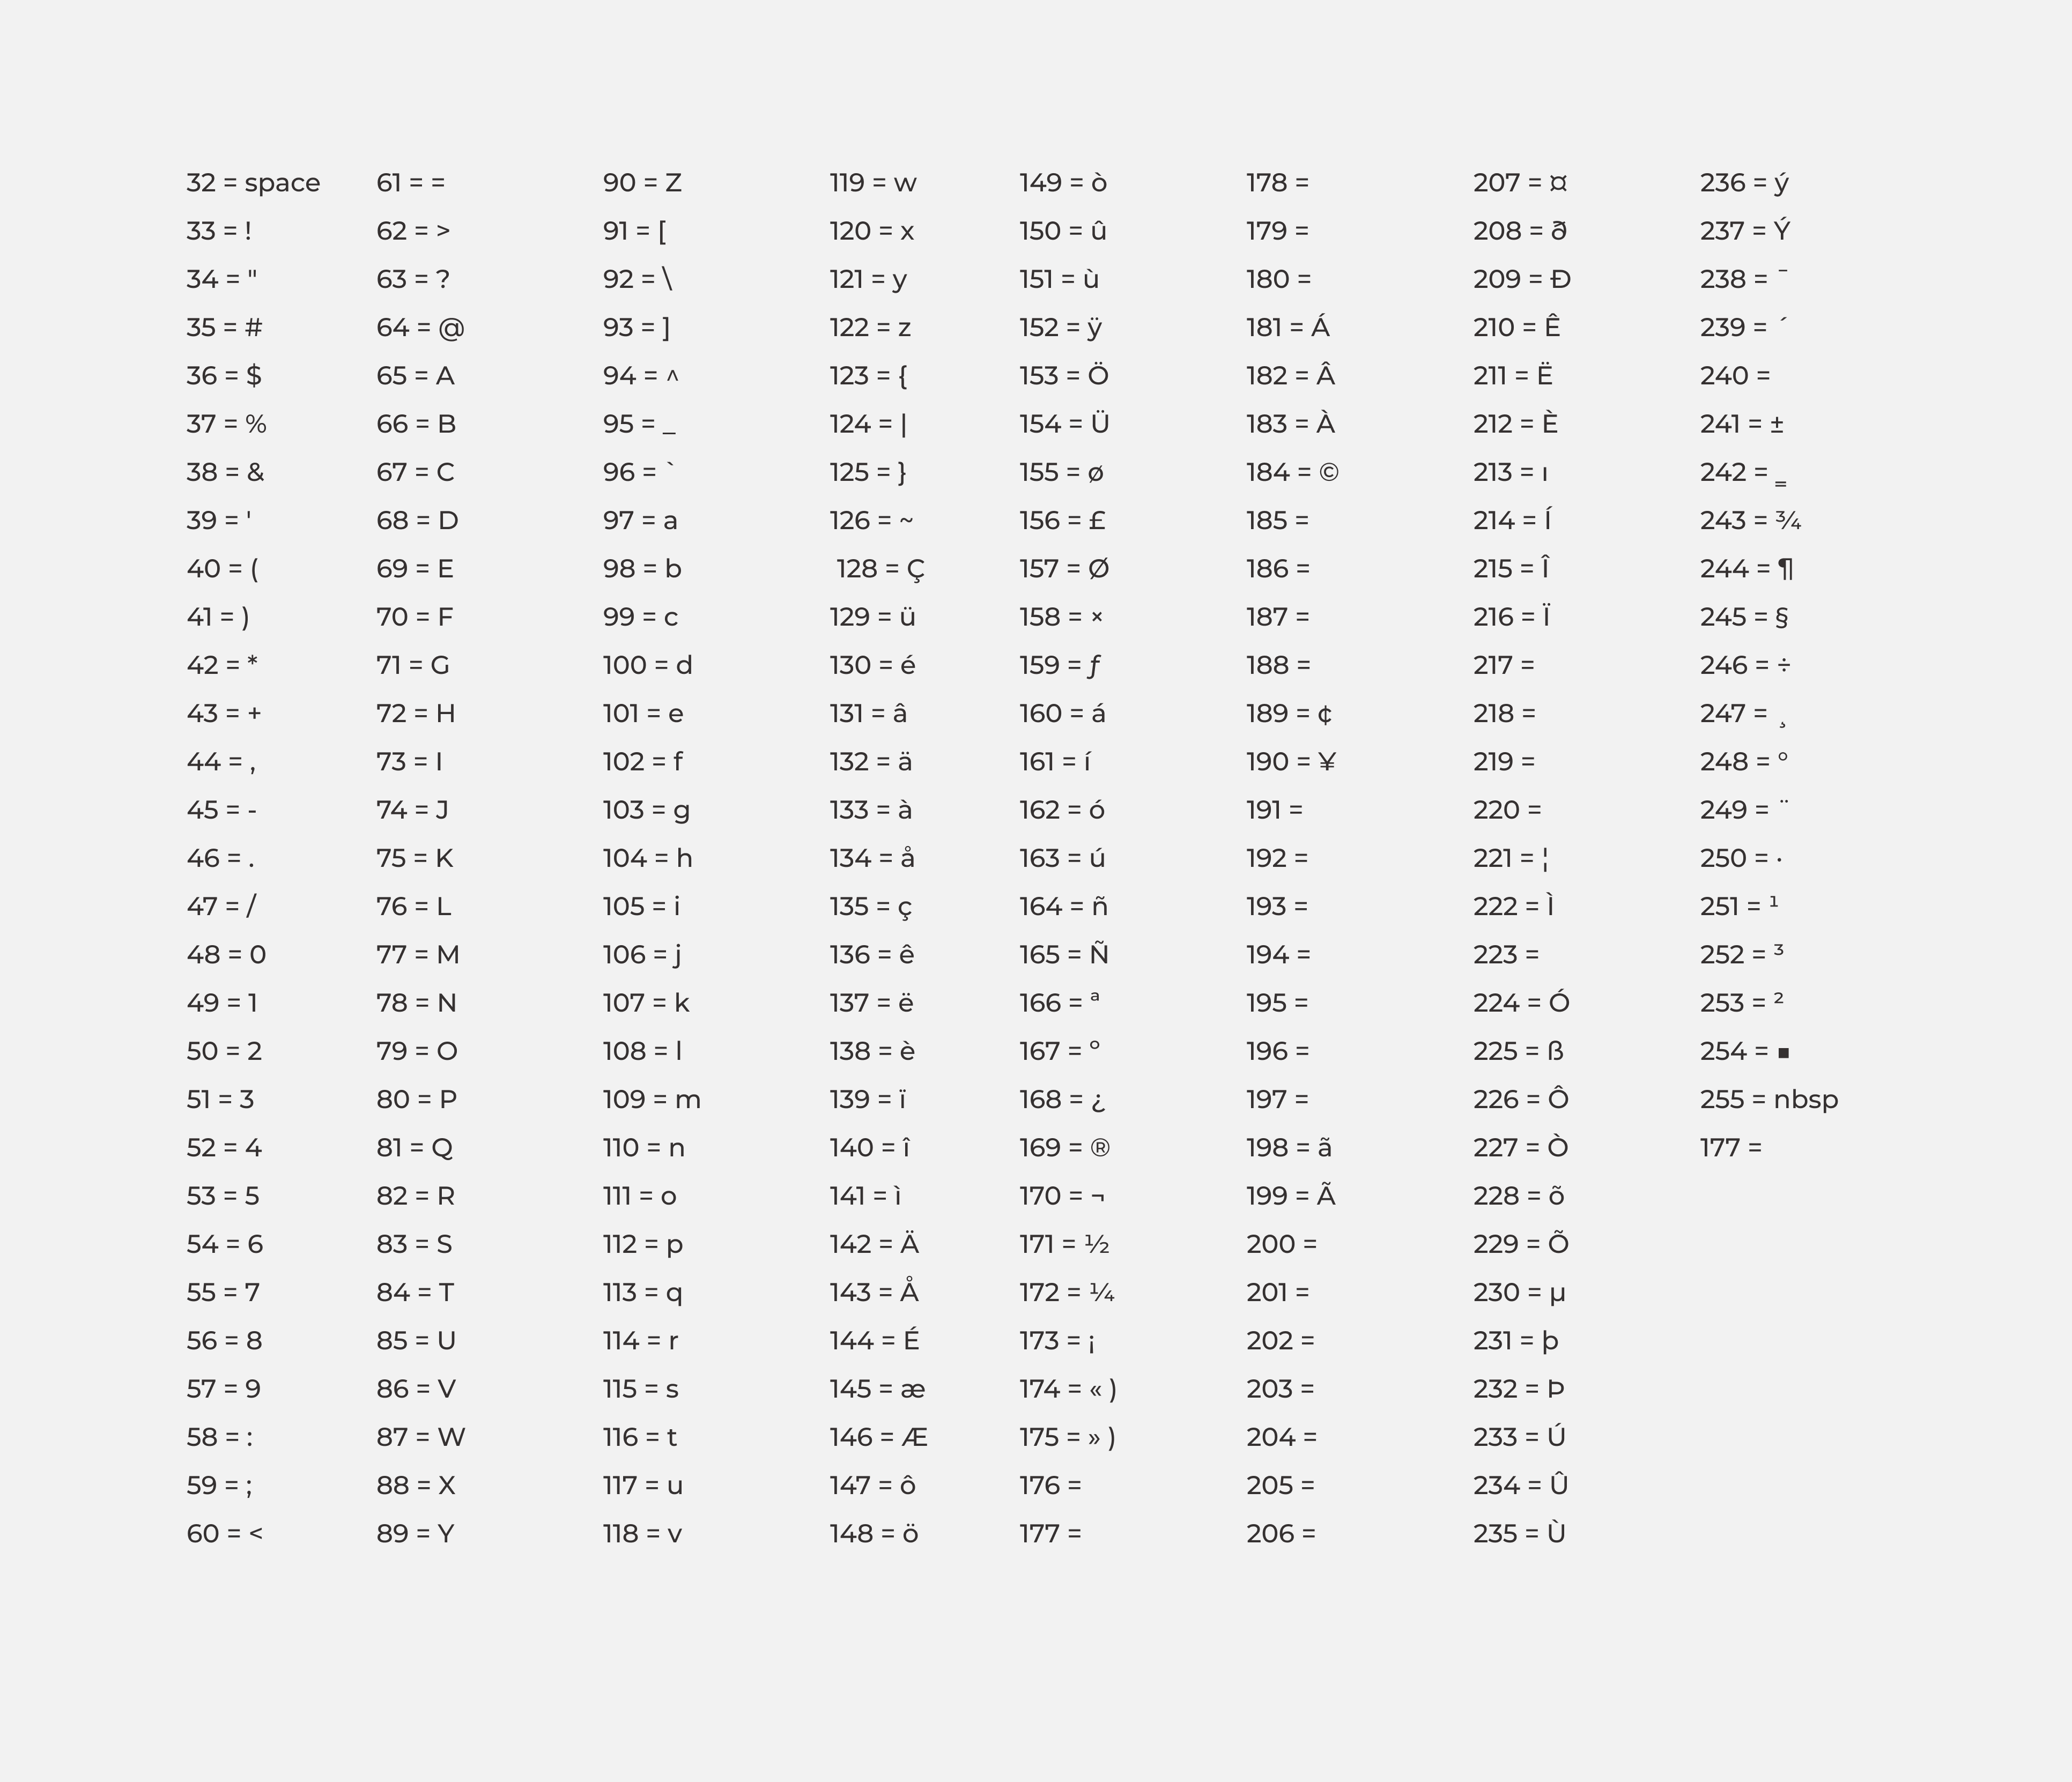 32 = space
33 = !
34 = "
35 = #
36 = $
37 = %
38 = &
39 = '
40 = (
41 = )
42 = *
43 = +
44 = ,
45 = -
46 = .
47 = /
48 = 0
49 = 1
50 = 2
51 = 3
52 = 4
53 = 5
54 = 6
55 = 7
56 = 8
57 = 9
58 = :
59 = ;
60 = <
61 = =
62 = >
63 = ?
64 = @
65 = A
66 = B
67 = C
68 = D
69 = E
70 = F
71 = G
72 = H
73 = I
74 = J
75 = K
76 = L
77 = M
78 = N
79 = O
80 = P
81 = Q
82 = R
83 = S
84 = T
85 = U
86 = V
87 = W
88 = X
89 = Y
90 = Z
91 = [
92 = \
93 = ]
94 = ^
95 = _
96 = `
97 = a
98 = b
99 = c
100 = d
101 = e
102 = f
103 = g
104 = h
105 = i
106 = j
107 = k
108 = l
109 = m
110 = n
111 = o
112 = p
113 = q
114 = r
115 = s
116 = t
117 = u
118 = v
119 = w
120 = x
121 = y
122 = z
123 = {
124 = |
125 = }
126 = ~
128 = Ç
129 = ü
130 = é
131 = â
132 = ä
133 = à
134 = å
135 = ç
136 = ê
137 = ë
138 = è
139 = ï
140 = î
141 = ì
142 = Ä
143 = Å
144 = É
145 = æ
146 = Æ
147 = ô
148 = ö
149 = ò
150 = û
151 = ù
152 = ÿ
153 = Ö
154 = Ü
155 = ø
156 = £
157 = Ø
158 = ×
159 = ƒ
160 = á
161 = í
162 = ó
163 = ú
164 = ñ
165 = Ñ
166 = ª
167 = º
168 = ¿
169 = ®
170 = ¬
171 = ½
172 = ¼
173 = ¡
174 = « )
175 = » )
176 =
177 =
178 =
179 =
180 =
181 = Á
182 = Â
183 = À
184 = ©
185 =
186 =
187 =
188 =
189 = ¢
190 = ¥
191 =
192 =
193 =
194 =
195 =
196 =
197 =
198 = ã
199 = Ã
200 =
201 =
202 =
203 =
204 =
205 =
206 =
207 = ¤
208 = ð
209 = Ð
210 = Ê
211 = Ë
212 = È
213 = ı
214 = Í
215 = Î
216 = Ï
217 =
218 =
219 =
220 =
221 = ¦
222 = Ì
223 =
224 = Ó
225 = ß
226 = Ô
227 = Ò
228 = õ
229 = Õ
230 = µ
231 = þ
232 = Þ
233 = Ú
234 = Û
235 = Ù
236 = ý
237 = Ý
238 = ¯
239 = ´
240 =
241 = ±
242 = ‗
243 = ¾
244 = ¶
245 = §
246 = ÷
247 = ¸
248 = °
249 = ¨
250 = ·
251 = ¹
252 = ³
253 = ²
254 = ■
255 = nbsp
177 =